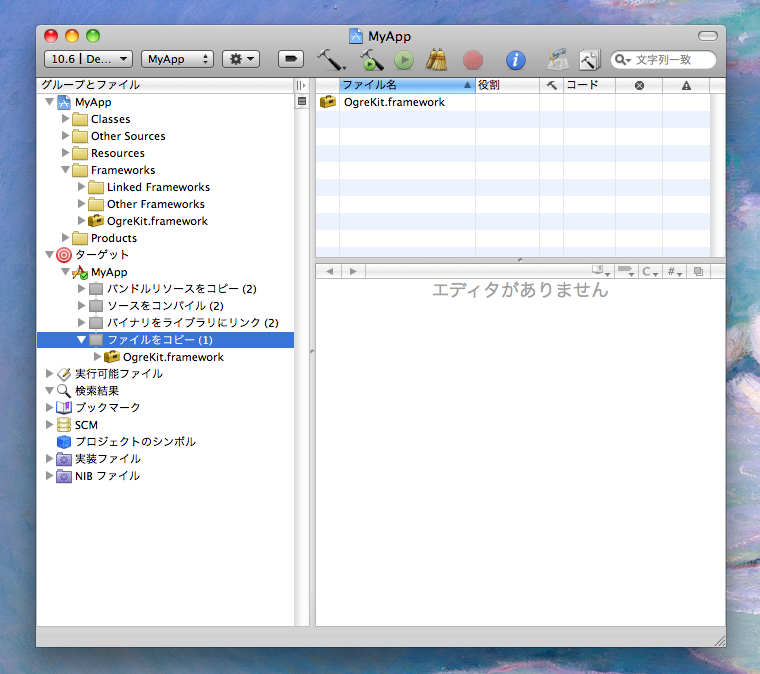 MyApp
10.6 | De...
MyApp
文字列一致
グループとファイル
MyApp
Classes
Other Sources
Resources
Frameworks
Linked Frameworks
Other Frameworks
OgreKit.framework
Products
ターゲット
MyApp
バンドルリソースをコピー (2)
ソースをコンパイル (2)
バイナリをライブラリにリンク (2)
ファイルをコピー (1)
OgreKit.framework
実行可能ファイル
検索結果
ブックマーク
SCM
プロジェクトのシンボル
実装ファイル
NIB ファイル
ファイル名
役割
コード
OgreKit.framework
C
#
エディタがありません